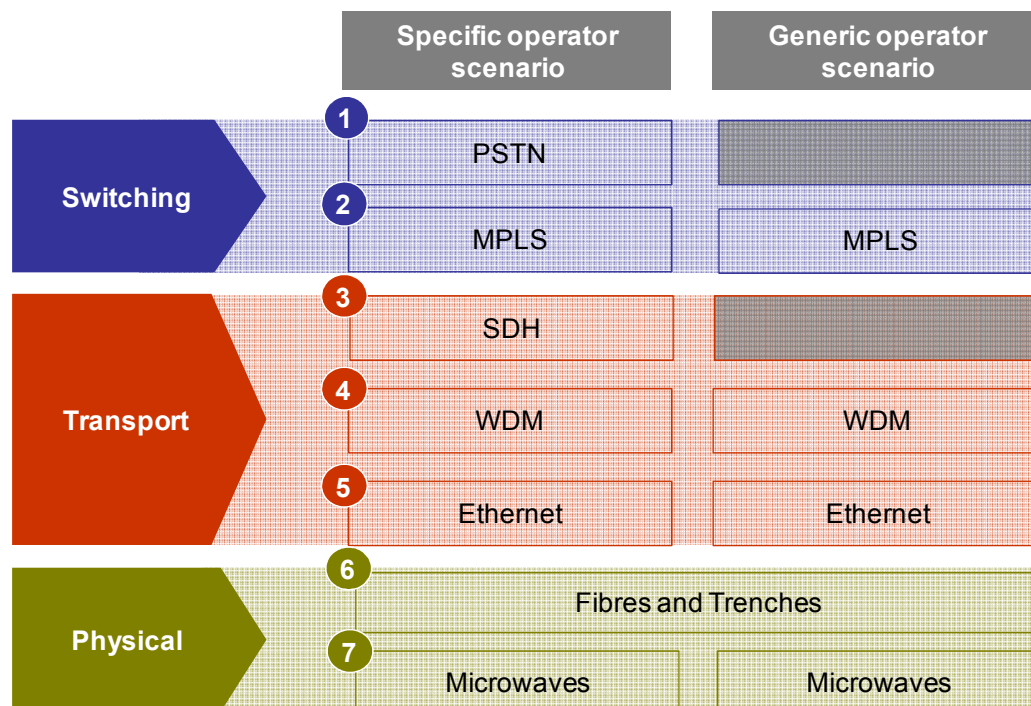 Specific operator
scenario
Generic operator
scenario
1
PSTN
Switching
2
MPLS
MPLS
3
SDH
4
Transport
WDM
WDM
5
Ethernet
Ethernet
6
Fibres and Trenches
Physical
7
Microwaves
Microwaves